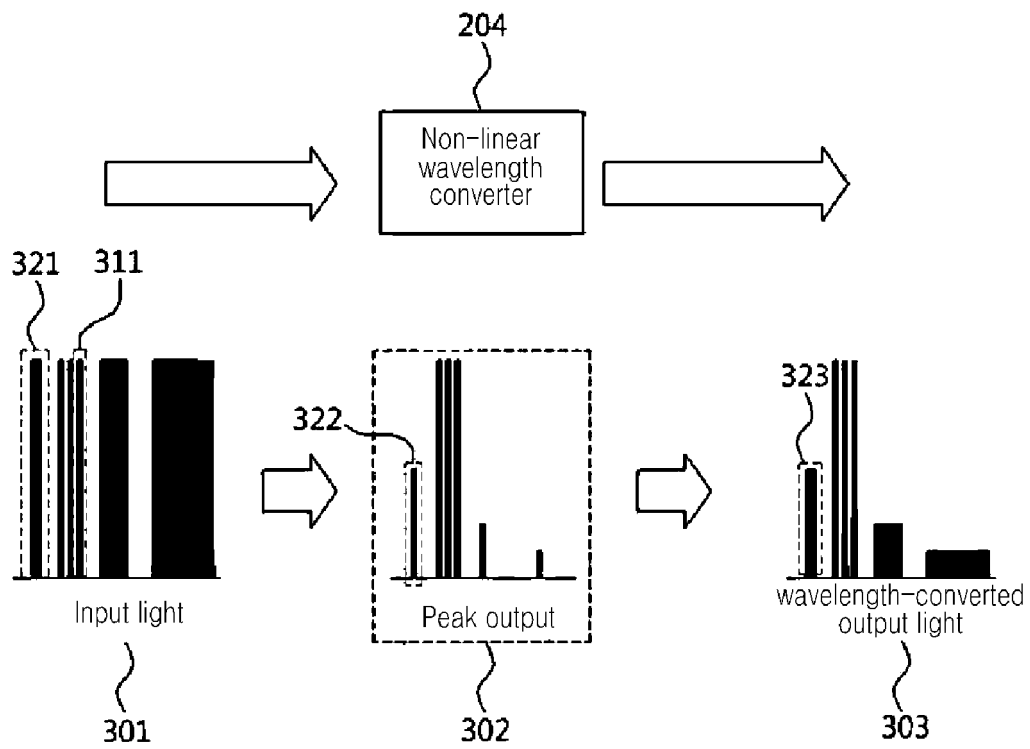 204
Non-linear
wavelength
converter
321
311
322
323
Input light
Peak output
wavelength-converted
output light
301
302
303